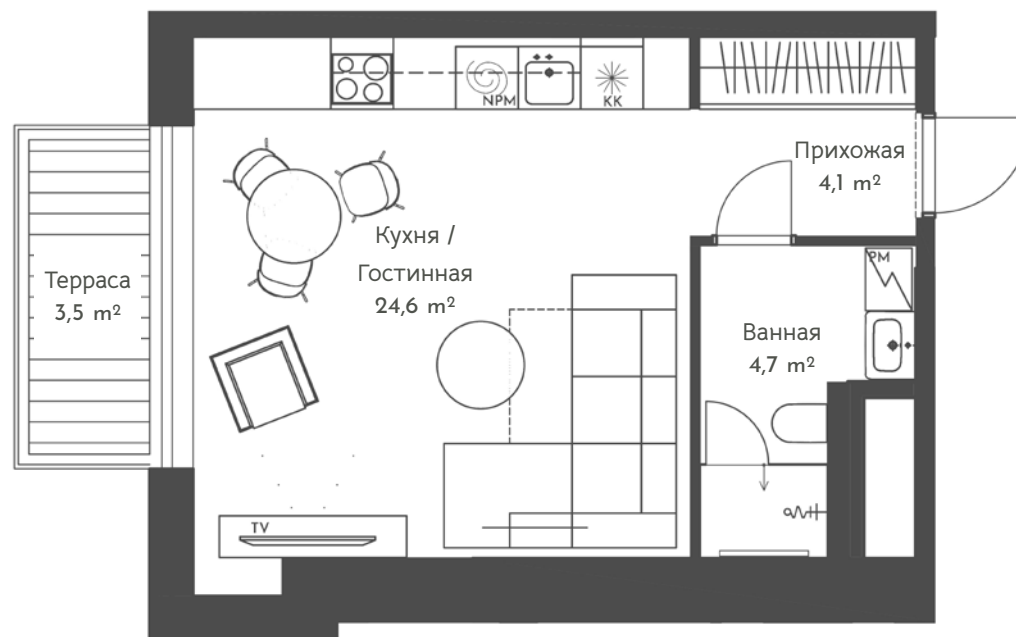 NPM
KK
Прихожая
4,1 m²
Кухня /
Гостинная
24,6 m²
Терраса
3,5 m²
PM
Ванная
4,7 m²
TV